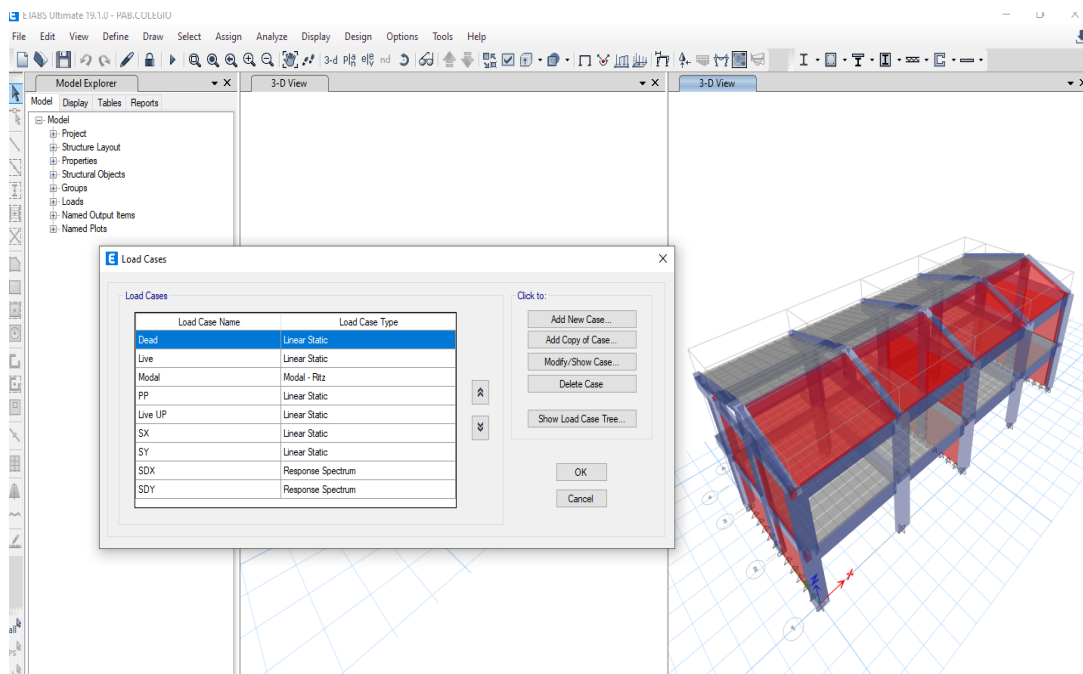 ETABS Ultimate 19.1.0 - PAB.COLEGIO
File Edit View Define Draw Select Assign Analyze Display Design Options Tools Help
3-d nd
Model Explorer
3-D View
3-D View
Model Display Tables Reports
Model
Project
Structure Layout
Properties
Structural Objects
Groups
Loads
Named Output Items
Named Plots
Load Cases
Load Cases
Click to:
Load Case Name Load Case Type
Dead Linear Static
Live Linear Static
Modal Modal - Ritz
PP Linear Static
Live UP Linear Static
SX Linear Static
SY Linear Static
SDX Response Spectrum
SDY Response Spectrum
Add New Case...
Add Copy of Case...
Modify/Show Case...
Delete Case
Show Load Case Tree...
OK
Cancel
X
Z
all